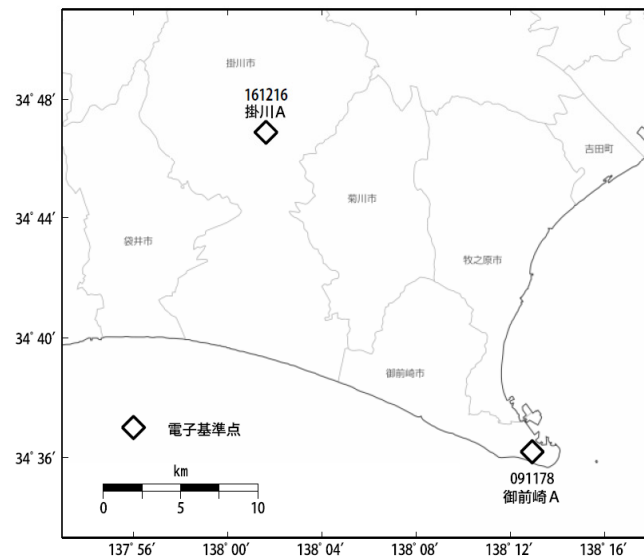 掛川市
34° 48′
161216
掛川A
吉田町
菊川市
34° 44′
袋井市
牧之原市
34° 40′
御前崎市
電子基準点
34° 36′
km
0 5 10
091178
御前崎A
137° 56′ 138° 00′ 138° 04′ 138° 08′ 138° 12′ 138° 16′